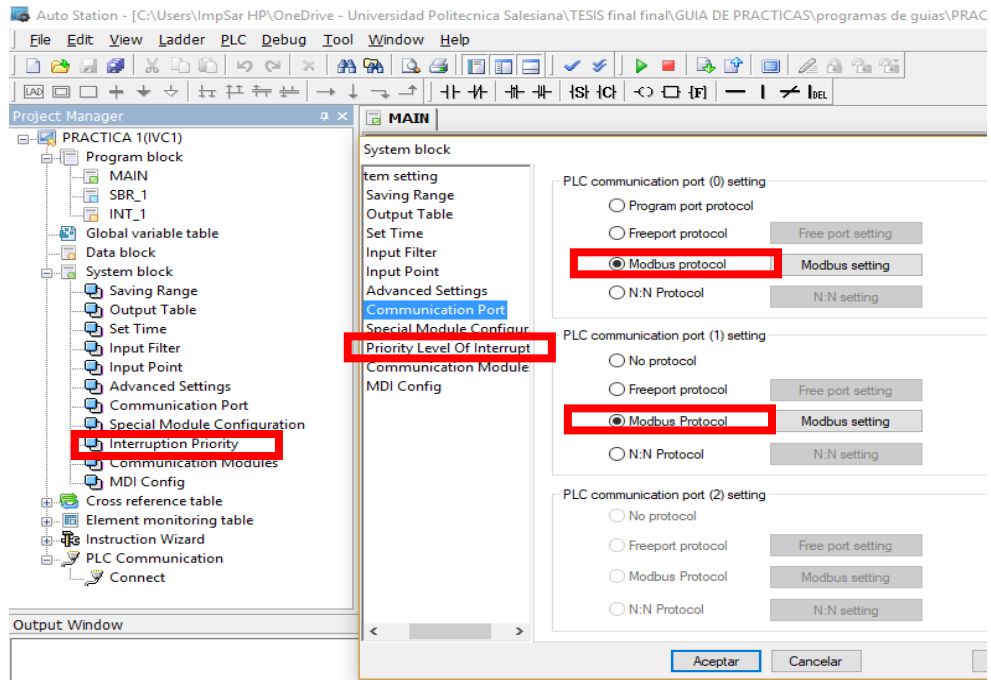 Auto Station - [C:\Users\ImpSar HP\OneDrive - Universidad Politecnica Salesiana\TESIS final final\GUIA DE PRACTICAS\programas de guias\PRAC
File Edit View Ladder PLC Debug Tool Window Help
LAD S C F DEL
Project Manager
PRACTICA 1(IVC1)
Program block
MAIN
SBR_1
INT_1
Global variable table
Data block
System block
Saving Range
Output Table
Set Time
Input Filter
Input Point
Advanced Settings
Communication Port
Special Module Configuration
Interruption Priority
Communication Modules
MDI Config
Cross reference table
Element monitoring table
Instruction Wizard
PLC Communication
Connect
Output Window
MAIN
System block
tem setting
Saving Range
Output Table
Set Time
Input Filter
Input Point
Advanced Settings
Communication Port
Special Module Configur
Priority Level Of Interrupt
Communication Module
MDI Config
PLC communication port (0) setting
Program port protocol
Freeport protocol Free port setting
Modbus protocol Modbus setting
N:N Protocol N:N setting
PLC communication port (1) setting
No protocol
Freeport protocol Free port setting
Modbus Protocol Modbus setting
N:N Protocol N:N setting
PLC communication port (2) setting
No protocol
Freeport protocol Free port setting
Modbus Protocol Modbus setting
N:N Protocol N:N setting
Aceptar Cancelar